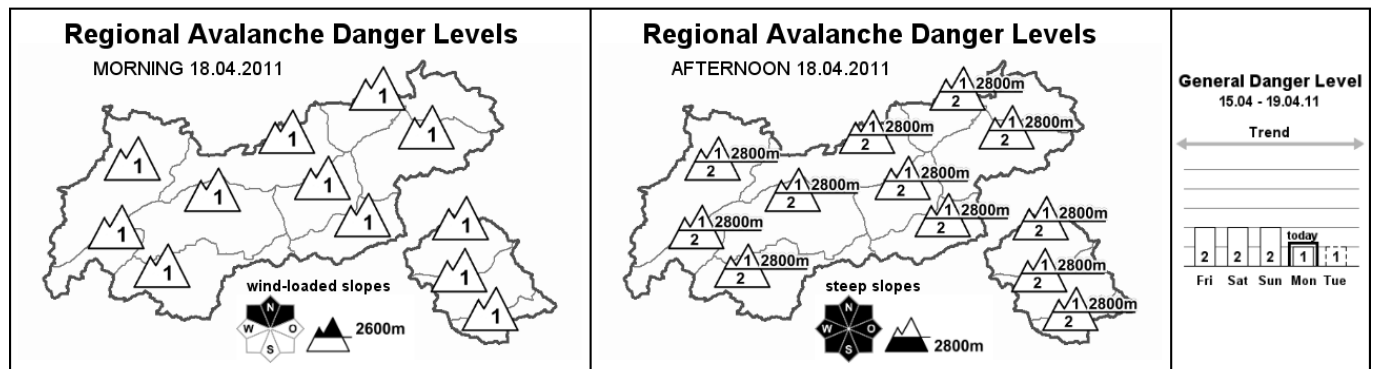 Regional Avalanche Danger Levels
MORNING 18.04.2011
1
1
1
1
1
1
1
1
1
1
1
1
wind-loaded slopes
N
W O
S
2600m
Regional Avalanche Danger Levels
AFTERNOON 18.04.2011
1 2800m
2
1 2800m
2
1 2800m
2
1 2800m
2
1 2800m
2
1 2800m
2
1 2800m
2
1 2800m
2
1 2800m
2
1 2800m
2
1 2800m
2
1 2800m
2
steep slopes
N
W O
S
2800m
General Danger Level
15.04 - 19.04.11
Trend
today
2 2 2 1 1
Fri Sat Sun Mon Tue